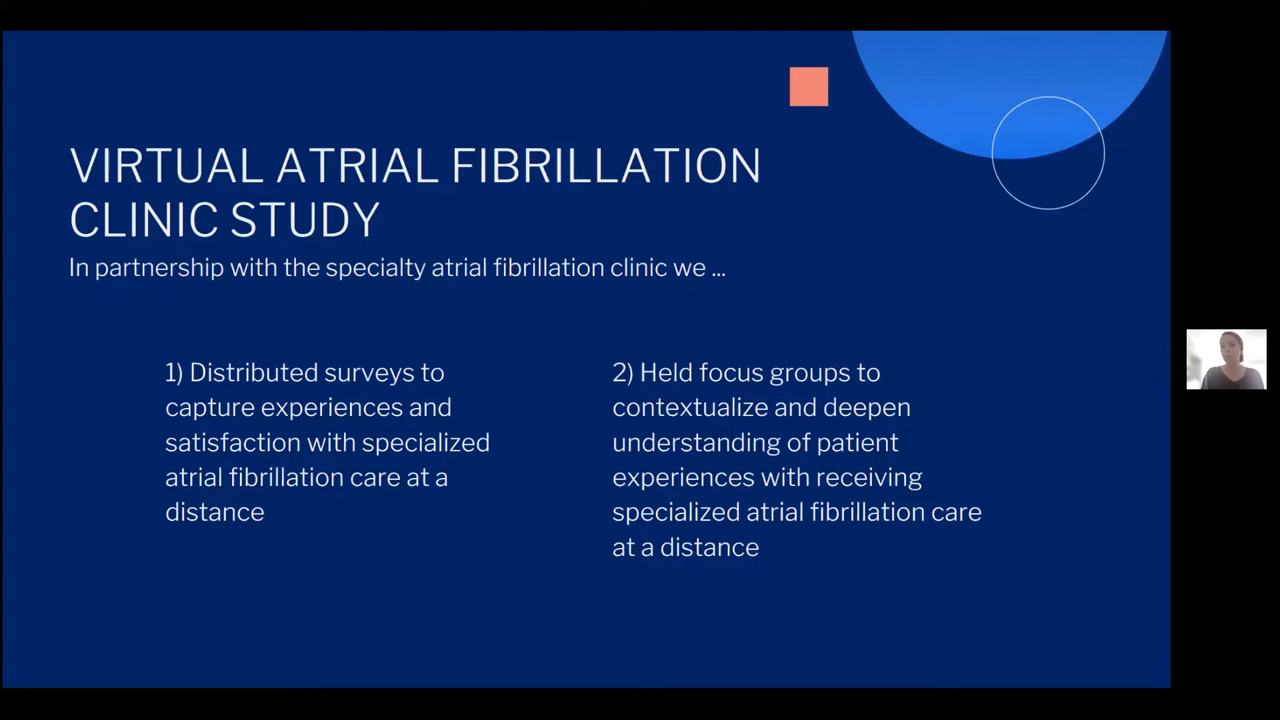 VIRTUAL ATRIAL FIBRILLATION
CLINIC STUDY
In partnership with the specialty atrial fibrillation clinic we ...
1) Distributed surveys to
capture experiences and
satisfaction with specialized
atrial fibrillation care at a
distance
2) Held focus groups to
contextualize and deepen
understanding of patient
experiences with receiving
specialized atrial fibrillation care
at a distance